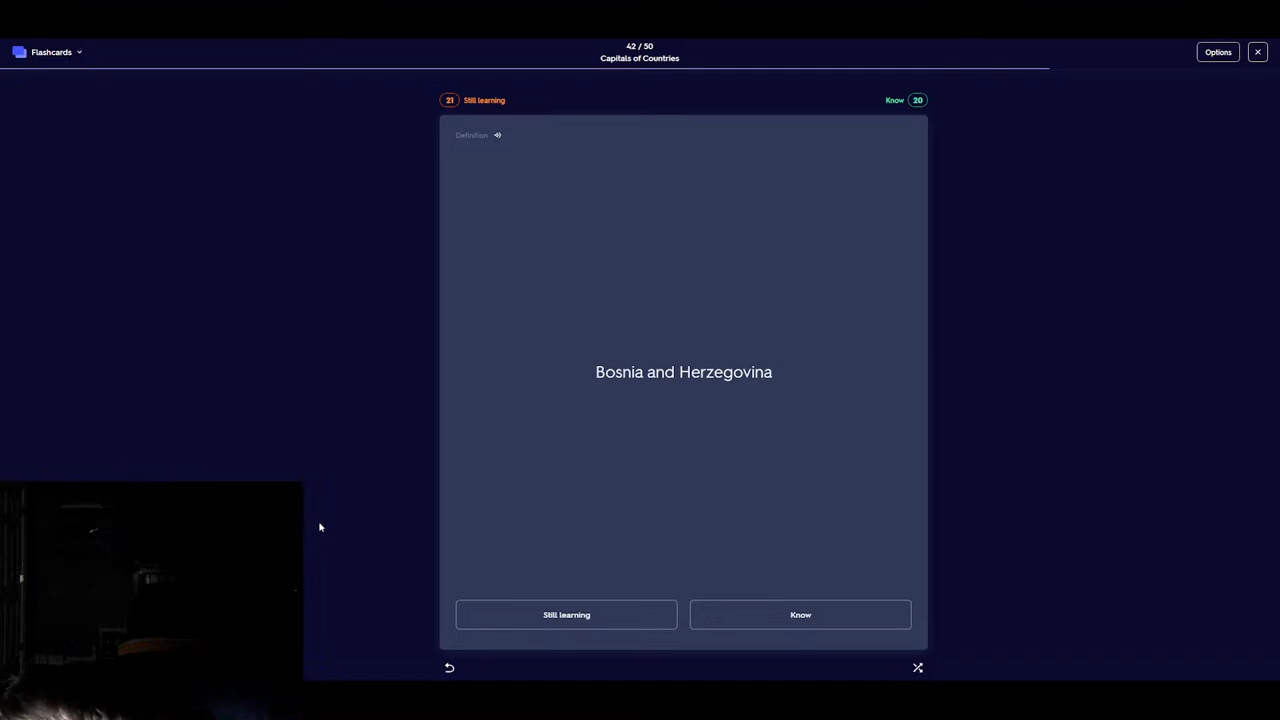 Flashcards
42 / 50
Capitals of Countries
Options
21 Still learning
Know 20
Definition
Bosnia and Herzegovina
Still learning
Know